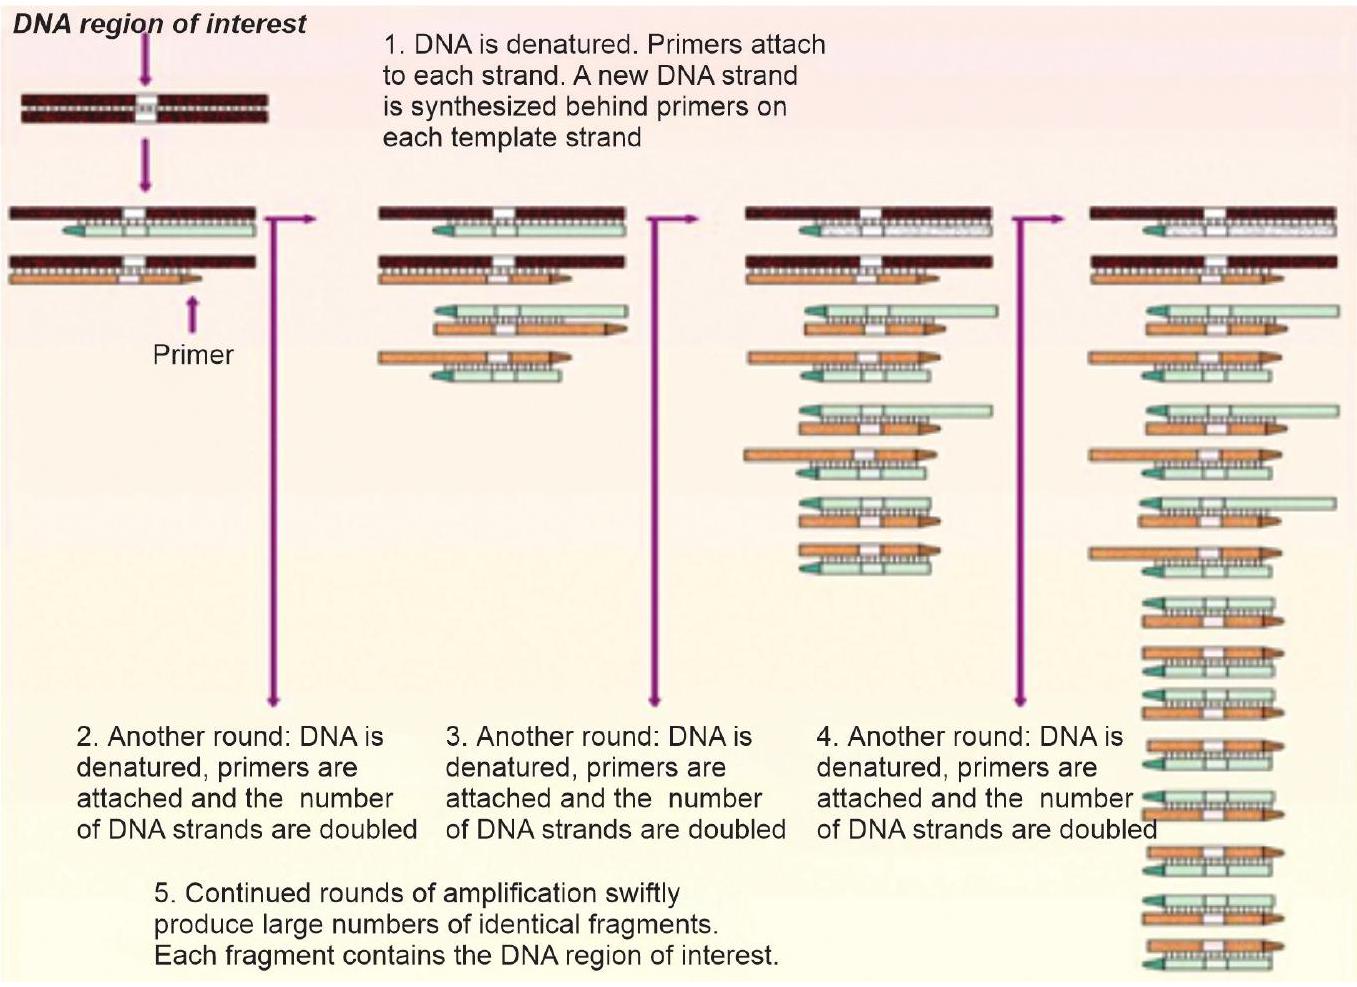 DNA region of interest
1. DNA is denatured. Primers attach
to each strand. A new DNA strand
is synthesized behind primers on
each template strand
Primer
2. Another round: DNA is
denatured, primers are
attached and the number
of DNA strands are doubled
3. Another round: DNA is
denatured, primers are
attached and the number
of DNA strands are doubled
4. Another round: DNA is
denatured, primers are
attached and the number
of DNA strands are doubled
5. Continued rounds of amplification swiftly
produce large numbers of identical fragments.
Each fragment contains the DNA region of interest.